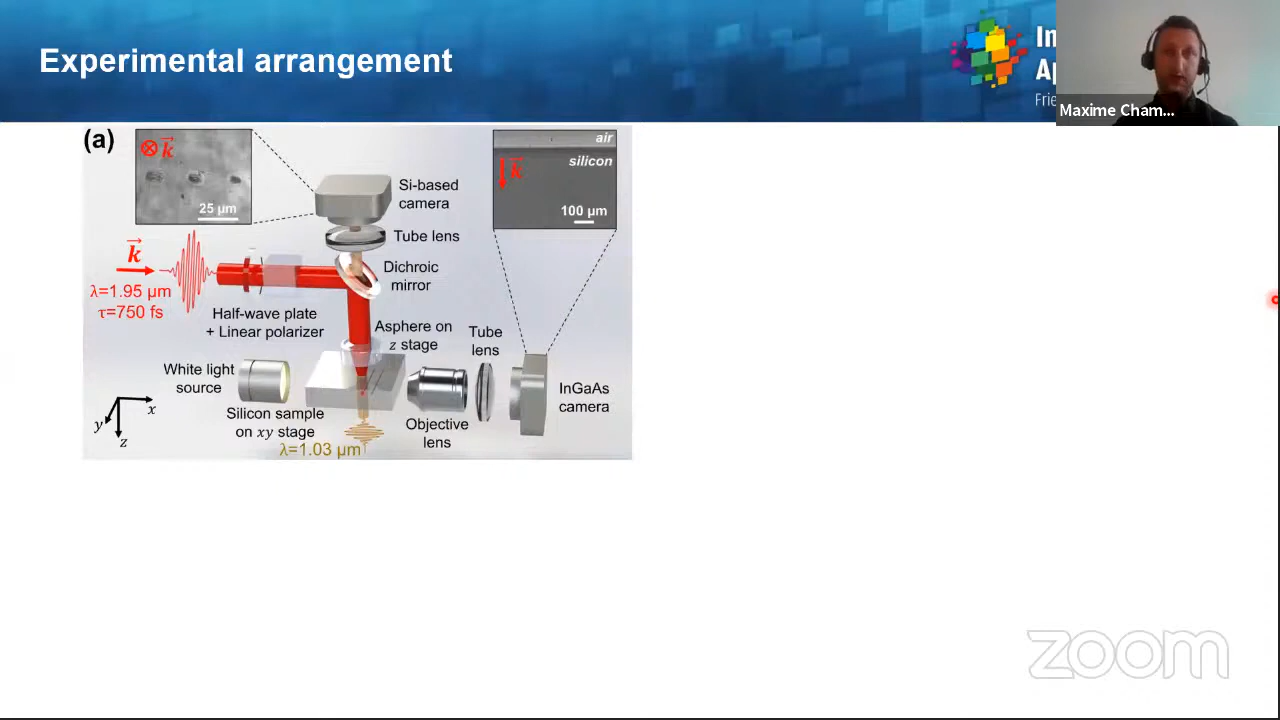 Experimental arrangement
Maxime Cham...
(a)
⊗ k⃗
25 µm
air
silicon
k⃗
100 µm
Si-based
camera
Tube lens
Dichroic
mirror
k⃗
λ=1.95 µm
τ=750 fs
Half-wave plate
+ Linear polarizer
Asphere on
z stage
Tube
lens
White light
source
InGaAs
camera
Silicon sample
on xy stage
Objective
lens
λ=1.03 µm
x
y
z
zoom